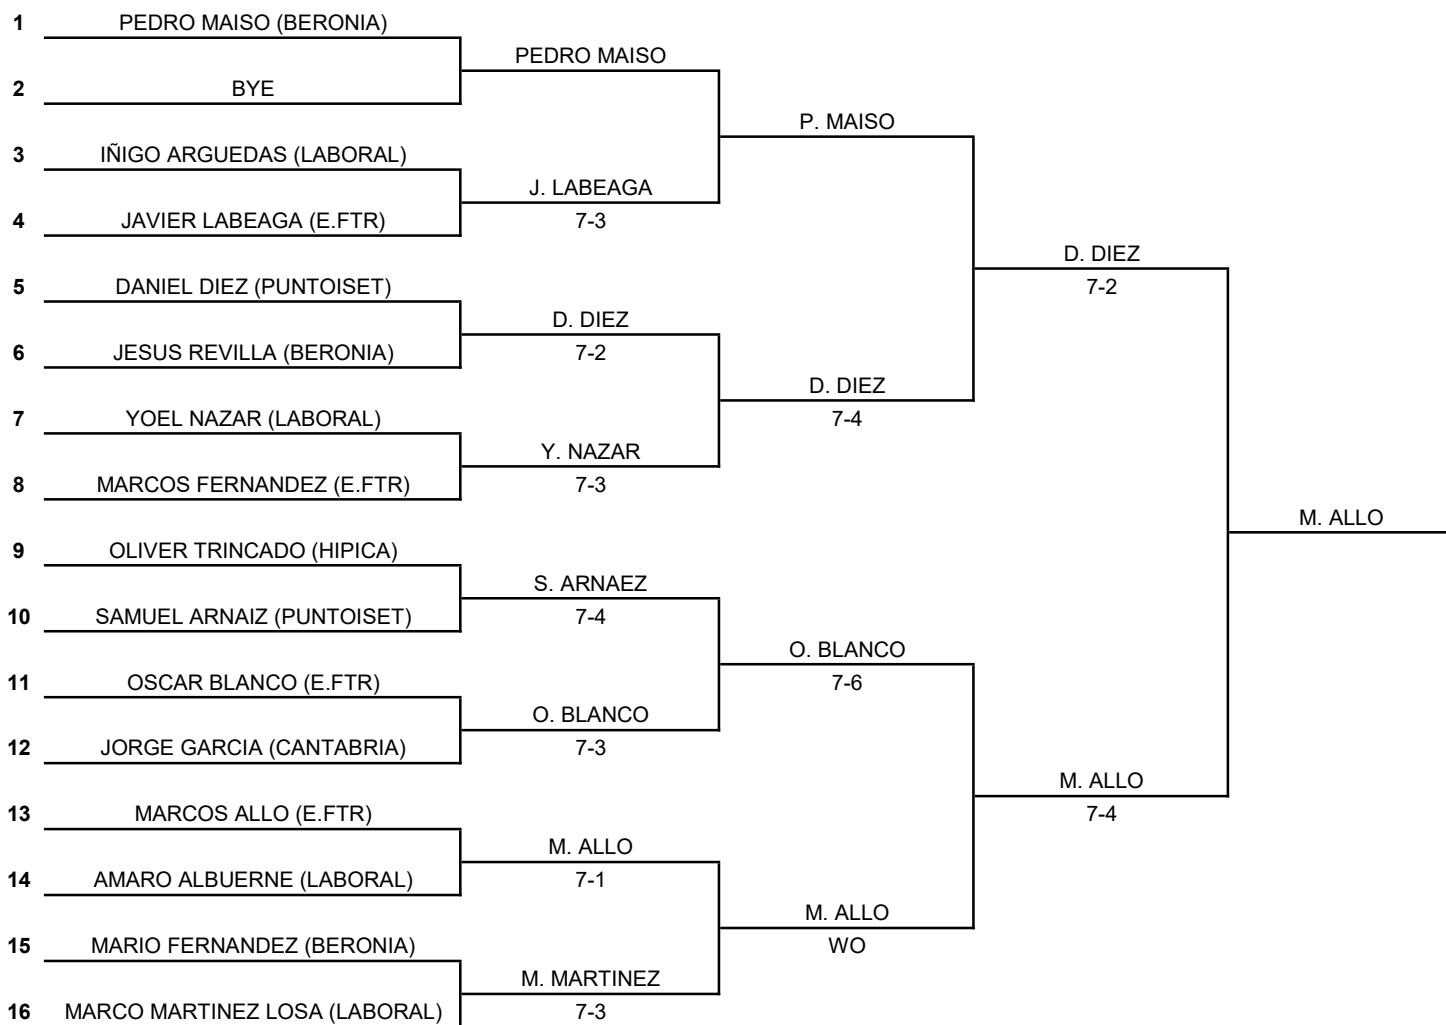 1 PEDRO MAISO (BERONIA)
PEDRO MAISO
2 BYE
P. MAISO
3 IÑIGO ARGUEDAS (LABORAL)
J. LABEAGA
4 JAVIER LABEAGA (E.FTR) 7-3
D. DIEZ
5 DANIEL DIEZ (PUNTOISET) 7-2
D. DIEZ
6 JESUS REVILLA (BERONIA) 7-2
D. DIEZ
7 YOEL NAZAR (LABORAL) 7-4
Y. NAZAR
8 MARCOS FERNANDEZ (E.FTR) 7-3
M. ALLO
9 OLIVER TRINCADO (HIPICA)
S. ARNAEZ
10 SAMUEL ARNAIZ (PUNTOISET) 7-4
O. BLANCO
11 OSCAR BLANCO (E.FTR) 7-6
O. BLANCO
12 JORGE GARCIA (CANTABRIA) 7-3
M. ALLO
13 MARCOS ALLO (E.FTR) 7-4
M. ALLO
14 AMARO ALBUERNE (LABORAL) 7-1
M. ALLO
15 MARIO FERNANDEZ (BERONIA) WO
M. MARTINEZ
16 MARCO MARTINEZ LOSA (LABORAL) 7-3